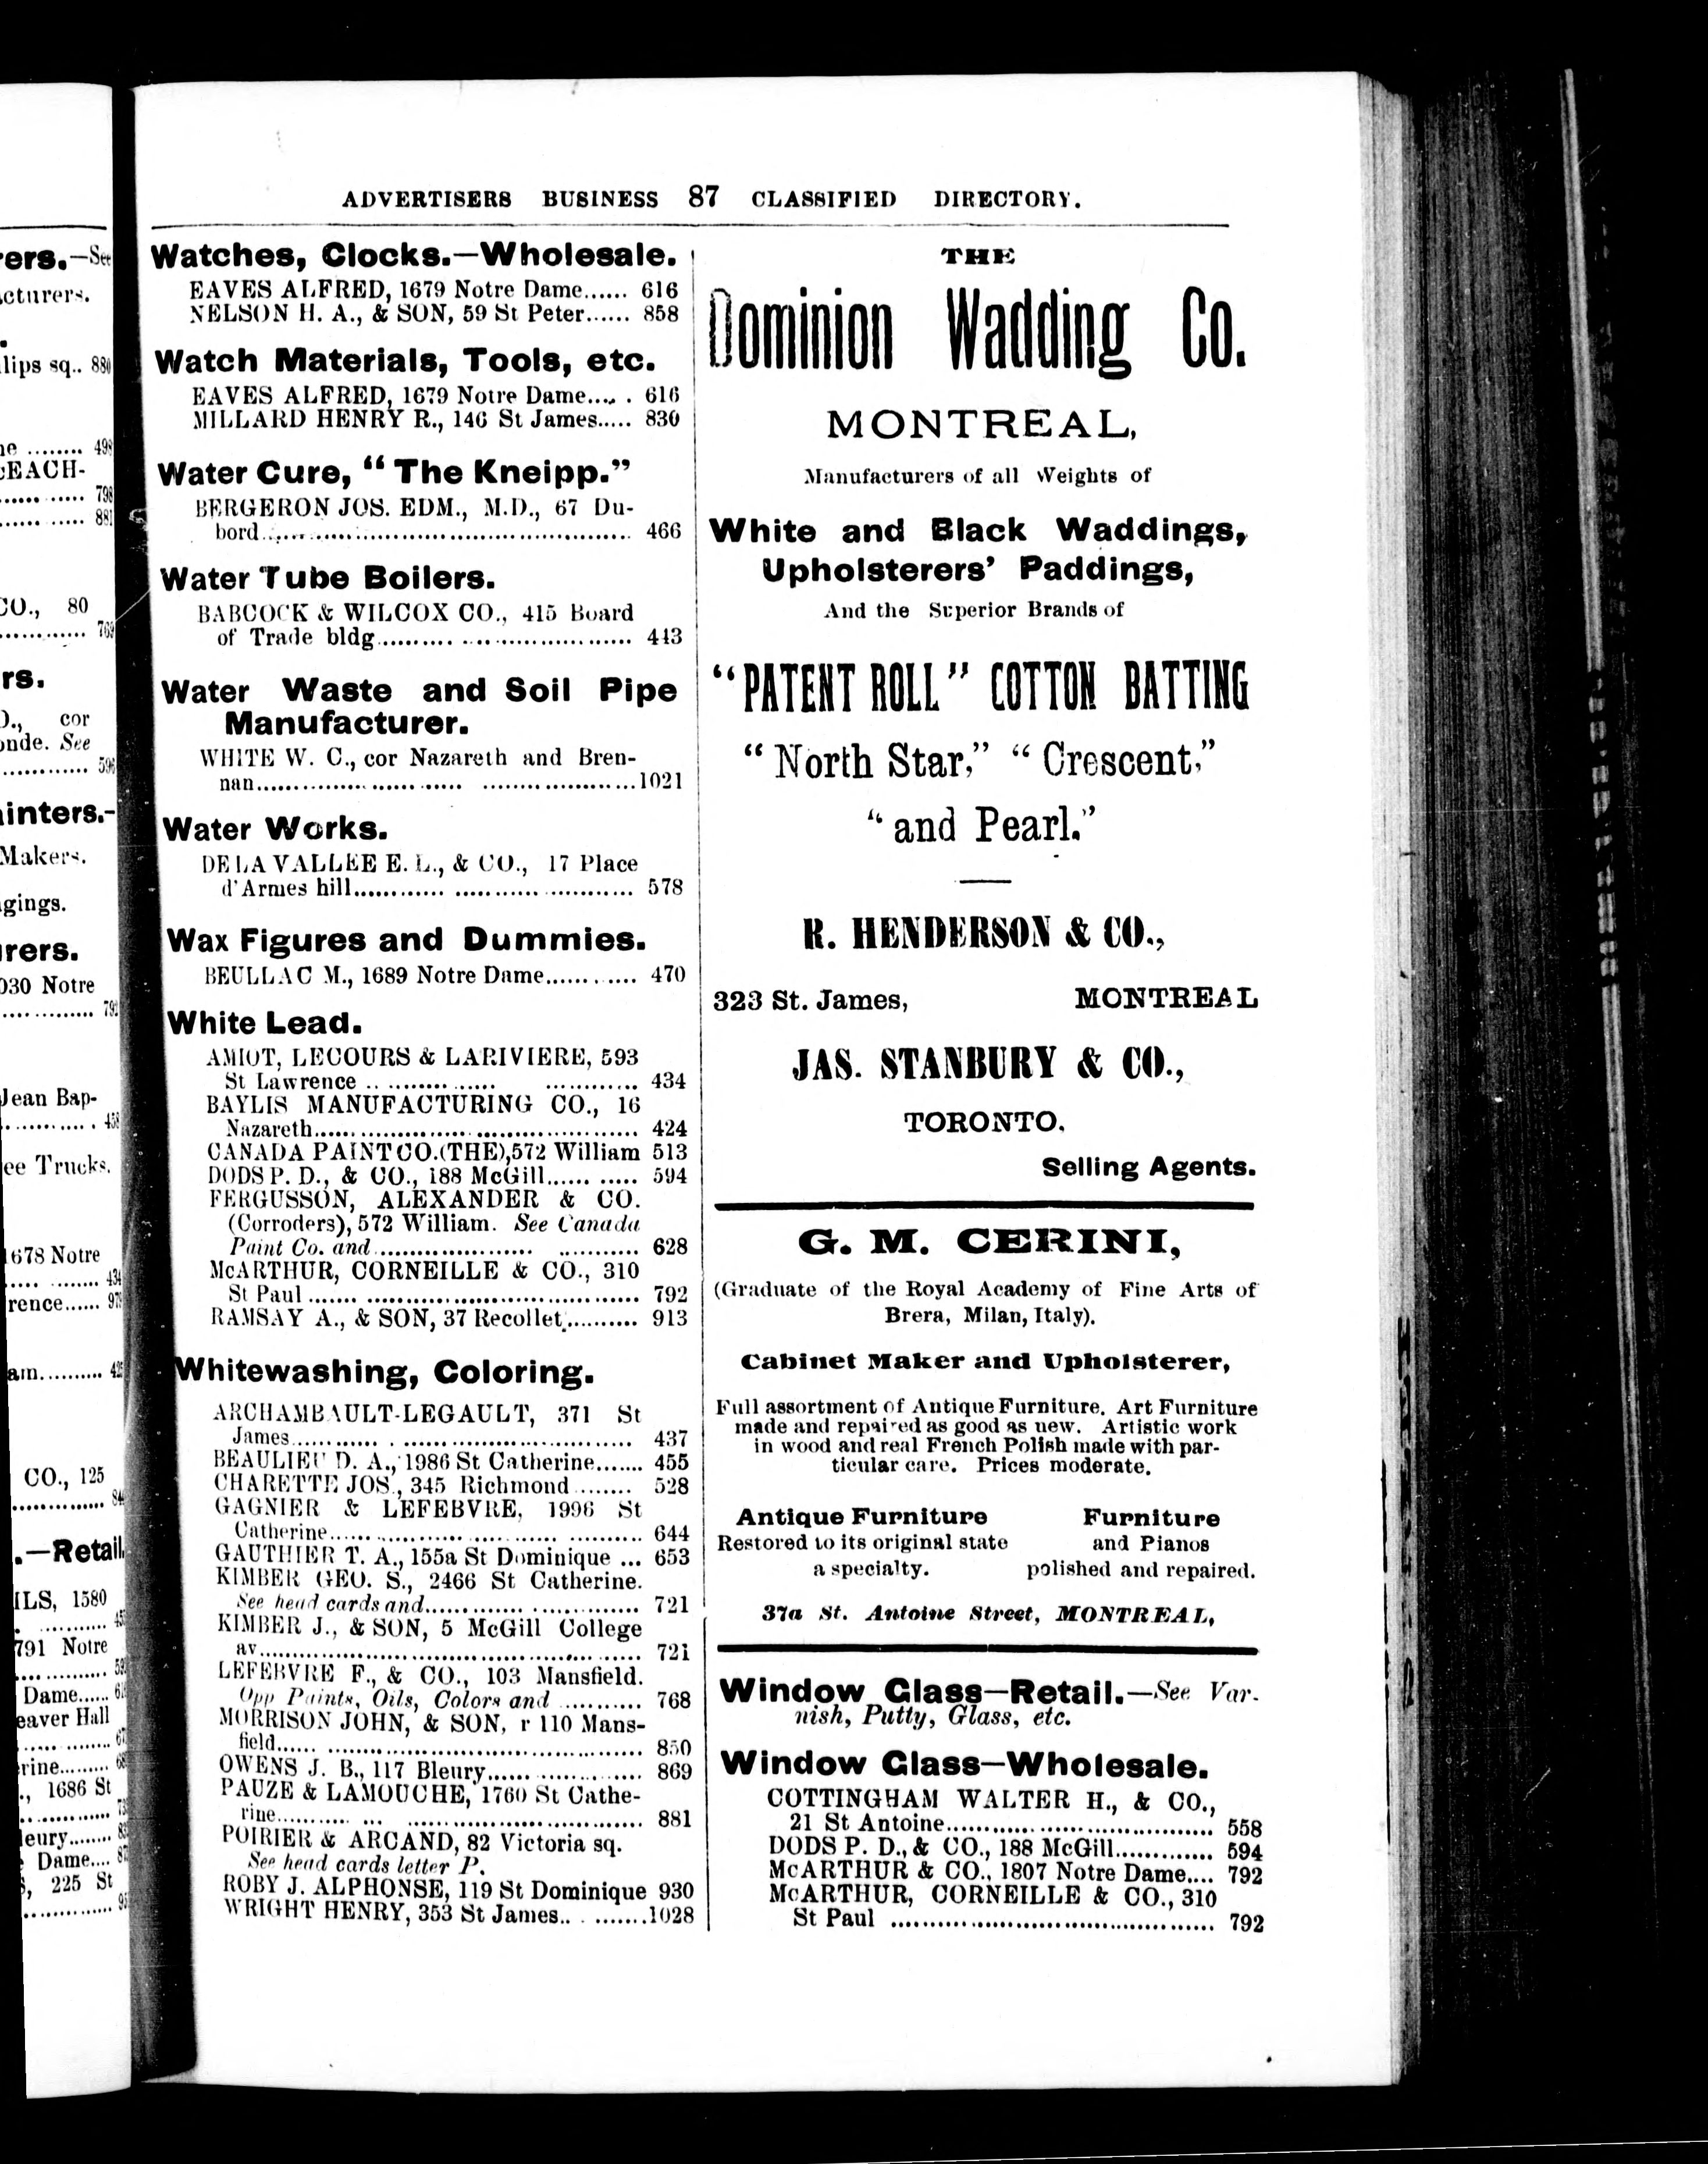 ADVERTISERS BUSINESS 87 CLASSIFIED DIRECTORY.
Watches, Clocks.—Wholesale.
EAVES ALFRED, 1679 Notre Dame...... 616
NELSON H. A., & SON, 59 St Peter...... 858
Watch Materials, Tools, etc.
EAVES ALFRED, 1679 Notre Dame..... 616
MILLARD HENRY R., 146 St James..... 830
Water Cure, "The Kneipp."
BERGERON JOS. EDM., M.D., 67 Du-
bord................................................ 466
Water Tube Boilers.
BABCOCK & WILCOX CO., 415 Board
of Trade bldg.................................. 443
Water Waste and Soil Pipe
Manufacturer.
WHITE W. C., cor Nazareth and Bren-
nan..................................................1021
Water Works.
DE LA VALLEE E. L., & CO., 17 Place
d'Armes hill..................................... 578
Wax Figures and Dummies.
BEULLAC M., 1689 Notre Dame............ 470
White Lead.
AMIOT, LECOURS & LARIVIERE, 593
St Lawrence .................................. 434
BAYLIS MANUFACTURING CO., 16
Nazareth.......................................... 424
CANADA PAINT CO.(THE),572 William 513
DODS P. D., & CO., 188 McGill........... 594
FERGUSSON, ALEXANDER & CO.
(Corroders), 572 William. See Canada
Paint Co. and.................................. 628
McARTHUR, CORNEILLE & CO., 310
St Paul ............................................ 792
RAMSAY A., & SON, 37 Recollet.......... 913
Whitewashing, Coloring.
ARCHAMBAULT-LEGAULT, 371 St
James............................................... 437
BEAULIEU D. A., 1986 St Catherine....... 455
CHARETTE JOS., 345 Richmond ........ 528
GAGNIER & LEFEBVRE, 1996 St
Catherine......................................... 644
GAUTHIER T. A., 155a St Dominique ... 653
KIMBER GEO. S., 2466 St Catherine.
See head cards and............................ 721
KIMBER J., & SON, 5 McGill College
av.................................................... 721
LEFEBVRE F., & CO., 103 Mansfield.
Opp Paints, Oils, Colors and ........... 768
MORRISON JOHN, & SON, r 110 Mans-
field................................................ 850
OWENS J. B., 117 Bleury.................... 869
PAUZE & LAMOUCHE, 1760 St Cathe-
rine................................................. 881
POIRIER & ARCAND, 82 Victoria sq.
See head cards letter P.
ROBY J. ALPHONSE, 119 St Dominique 930
WRIGHT HENRY, 353 St James...........1028
THE
Dominion Wadding Co.
MONTREAL,
Manufacturers of all Weights of
White and Black Waddings,
Upholsterers' Paddings,
And the Superior Brands of
"PATENT ROLL" COTTON BATTING
"North Star," "Crescent,"
"and Pearl."
R. HENDERSON & CO.,
323 St. James, MONTREAL
JAS. STANBURY & CO.,
TORONTO.
Selling Agents.
G. M. CERINI,
(Graduate of the Royal Academy of Fine Arts of
Brera, Milan, Italy).
Cabinet Maker and Upholsterer,
Full assortment of Antique Furniture. Art Furniture
made and repaired as good as new. Artistic work
in wood and real French Polish made with par-
ticular care. Prices moderate.
Antique Furniture
Restored to its original state
a specialty.
Furniture
and Pianos
polished and repaired.
37a St. Antoine Street, MONTREAL,
Window Glass—Retail.—See Var-
nish, Putty, Glass, etc.
Window Glass—Wholesale.
COTTINGHAM WALTER H., & CO.,
21 St Antoine.................................... 558
DODS P. D., & CO., 188 McGill............. 594
McARTHUR & CO., 1807 Notre Dame.... 792
McARTHUR, CORNEILLE & CO., 310
St Paul ............................................ 792